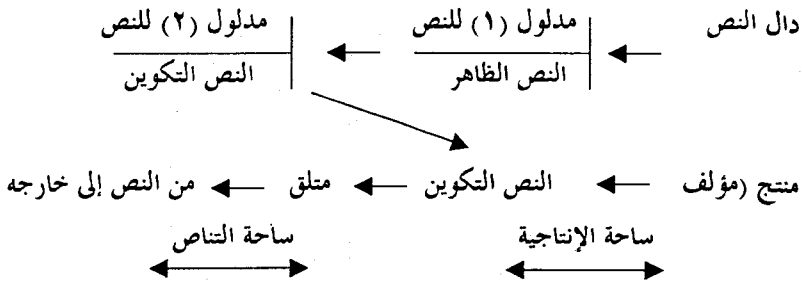 دال النص مدلول (١) للنص مدلول (٢) للنص
النص الظاهر النص التكوين
منتج (مؤلف النص التكوين متلق من النص إلى خارجه
ساحة الإنتاجية ساحة التناص